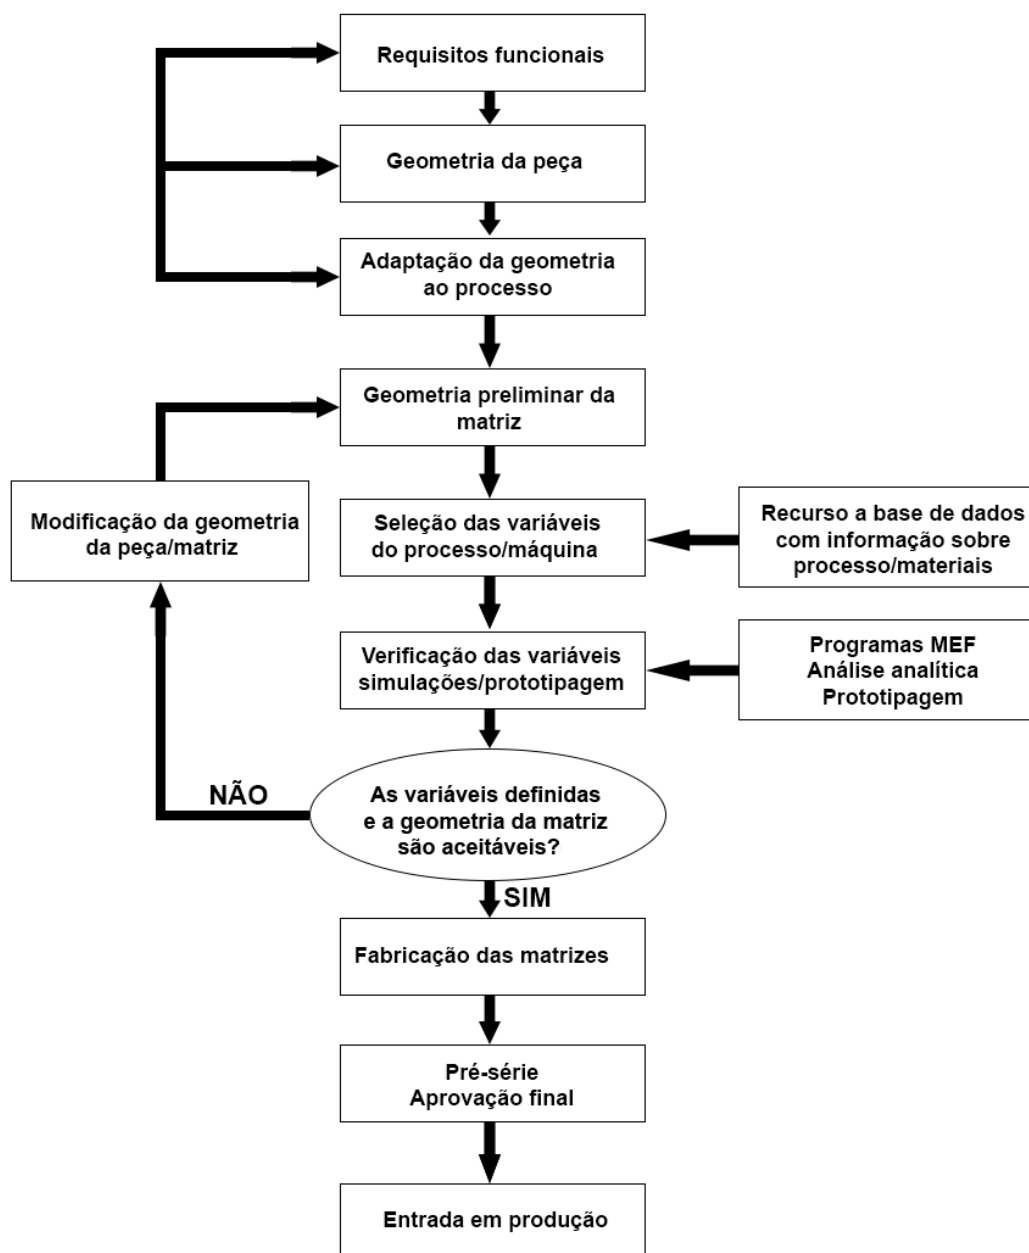 Requisitos funcionais
Geometria da peça
Adaptação da geometria
ao processo
Geometria preliminar da
matriz
Modificação da geometria
da peça/matriz
Seleção das variáveis
do processo/máquina
Recurso a base de dados
com informação sobre
processo/materiais
Verificação das variáveis
simulações/prototipagem
Programas MEF
Análise analítica
Prototipagem
NÃO
As variáveis definidas
e a geometria da matriz
são aceitáveis?
SIM
Fabricação das matrizes
Pré-série
Aprovação final
Entrada em produção